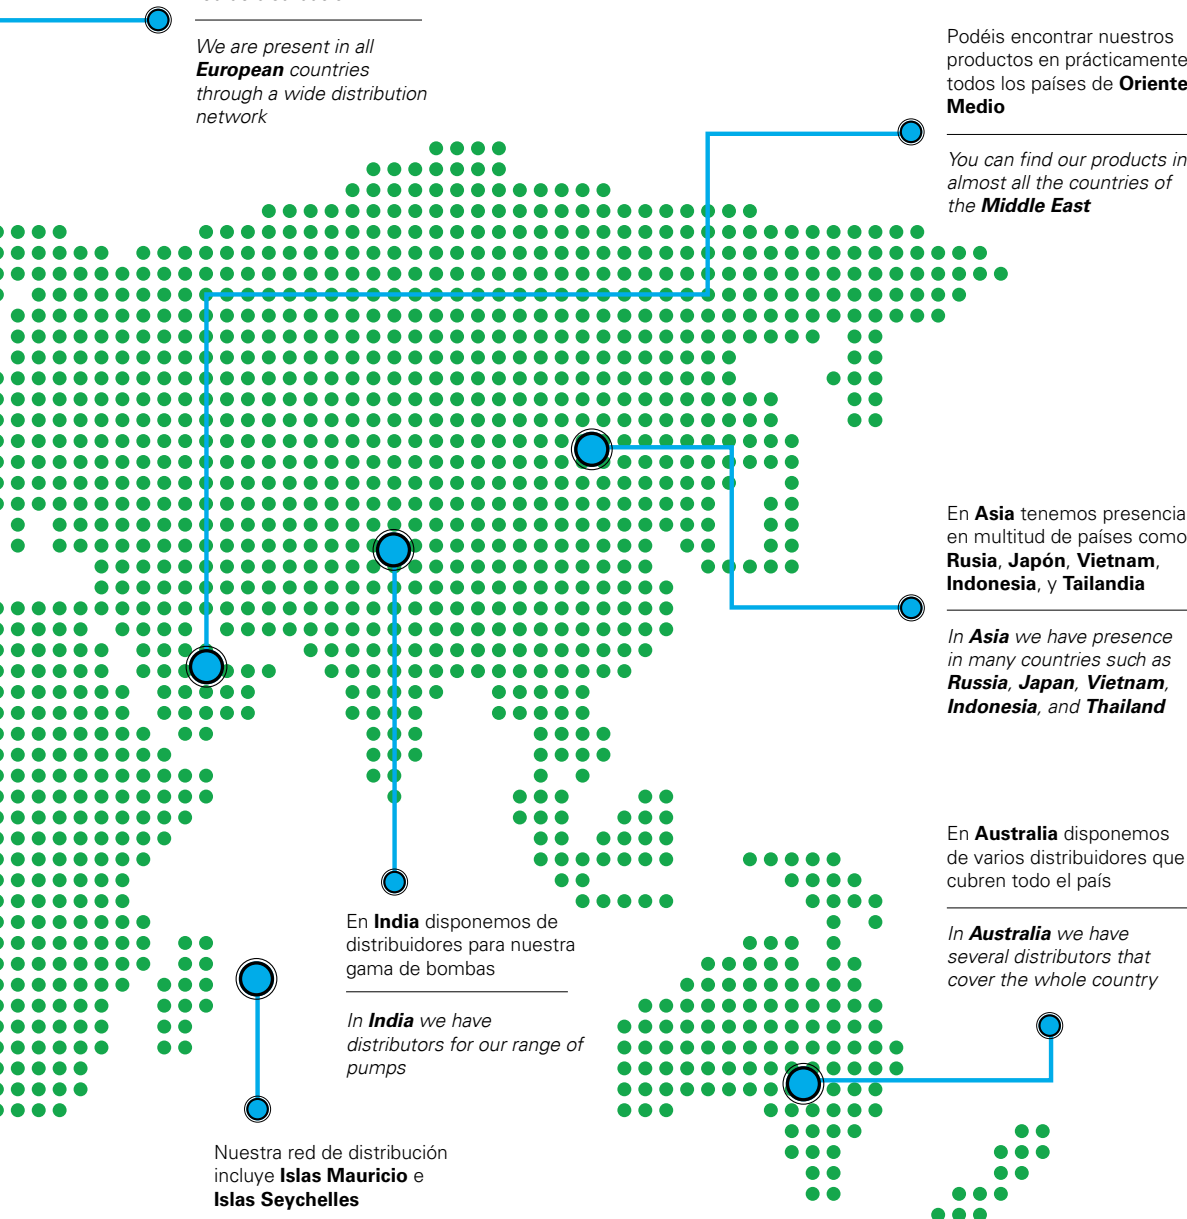 We are present in all
European countries
through a wide distribution
network
Podéis encontrar nuestros
productos en prácticamente
todos los países de Oriente
Medio
You can find our products in
almost all the countries of
the Middle East
En Asia tenemos presencia
en multitud de países como
Rusia, Japón, Vietnam,
Indonesia, y Tailandia
In Asia we have presence
in many countries such as
Russia, Japan, Vietnam,
Indonesia, and Thailand
En Australia disponemos
de varios distribuidores que
cubren todo el país
In Australia we have
several distributors that
cover the whole country
En India disponemos de
distribuidores para nuestra
gama de bombas
In India we have
distributors for our range of
pumps
Nuestra red de distribución
incluye Islas Mauricio e
Islas Seychelles